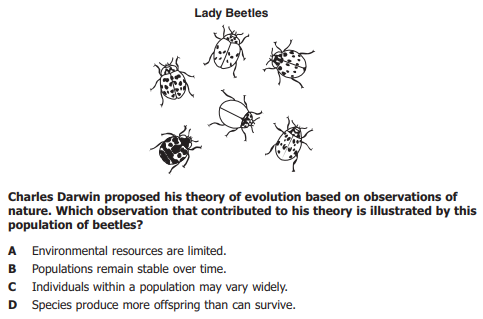 Lady Beetles
Charles Darwin proposed his theory of evolution based on observations of
nature. Which observation that contributed to his theory is illustrated by this
population of beetles?
A Environmental resources are limited.
B Populations remain stable over time.
C Individuals within a population may vary widely.
D Species produce more offspring than can survive.